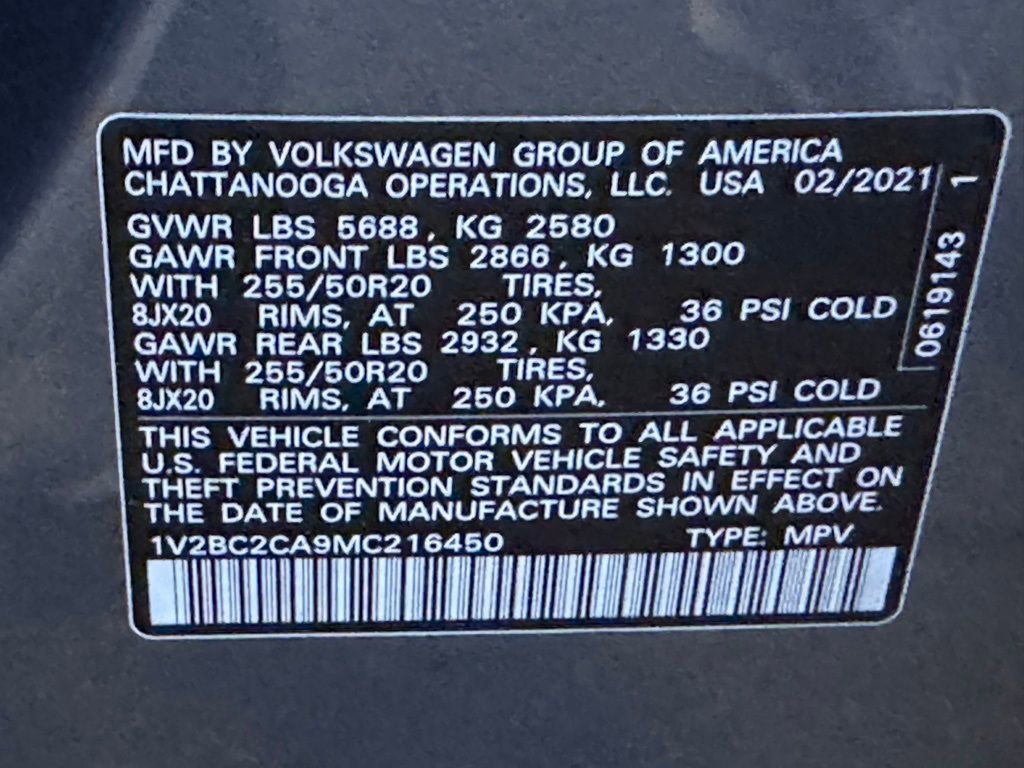 MFD BY VOLKSWAGEN GROUP OF AMERICA
CHATTANOOGA OPERATIONS, LLC. USA 02/2021
GVWR LBS 5688, KG 2580
GAWR FRONT LBS 2866, KG 1300
WITH 255/50R20 TIRES,
8JX20 RIMS, AT 250 KPA, 36 PSI COLD
GAWR REAR LBS 2932, KG 1330
WITH 255/50R20 TIRES,
8JX20 RIMS, AT 250 KPA, 36 PSI COLD
THIS VEHICLE CONFORMS TO ALL APPLICABLE
U.S. FEDERAL MOTOR VEHICLE SAFETY AND
THEFT PREVENTION STANDARDS IN EFFECT ON
THE DATE OF MANUFACTURE SHOWN ABOVE.
1V2BC2CA9MC216450 TYPE: MPV
0619143 1